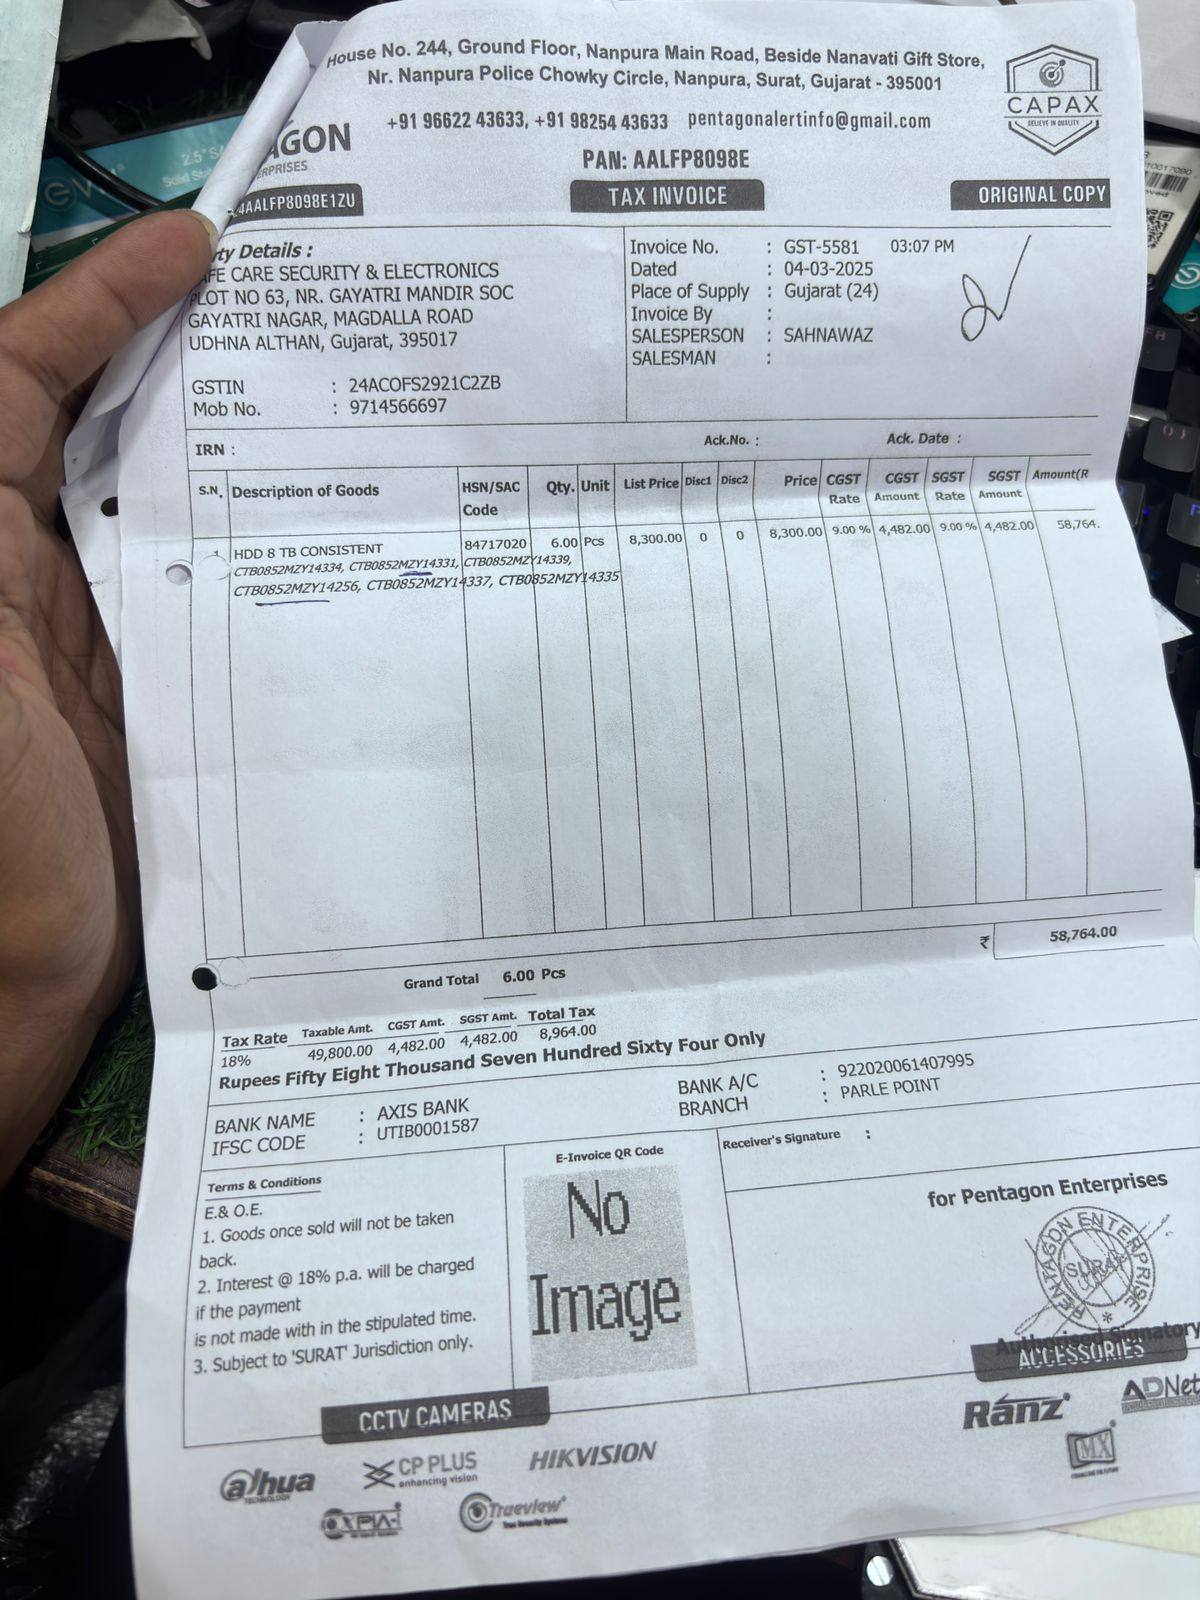 House No. 244, Ground Floor, Nanpura Main Road, Beside Nanavati Gift Store,
Nr. Nanpura Police Chowky Circle, Nanpura, Surat, Gujarat - 395001
CAPAX
BELIEVE IN QUALITY
+91 96622 43633, +91 98254 43633 pentagonalertinfo@gmail.com
AGON
ERPRISES
PAN: AALFP8098E
4AALFP8098E1ZU
TAX INVOICE
ORIGINAL COPY
rty Details :
AFE CARE SECURITY & ELECTRONICS
PLOT NO 63, NR. GAYATRI MANDIR SOC
GAYATRI NAGAR, MAGDALLA ROAD
UDHNA ALTHAN, Gujarat, 395017
GSTIN : 24ACOFS2921C2ZB
Mob No. : 9714566697
Invoice No. : GST-5581 03:07 PM
Dated : 04-03-2025
Place of Supply : Gujarat (24)
Invoice By :
SALESPERSON : SAHNAWAZ
SALESMAN :
IRN : Ack.No. : Ack. Date :
S.N. Description of Goods HSN/SAC Code Qty. Unit List Price Disc1 Disc2 Price CGST Rate CGST Amount SGST Rate SGST Amount Amount(R
1 HDD 8 TB CONSISTENT 84717020 6.00 Pcs 8,300.00 0 0 8,300.00 9.00 % 4,482.00 9.00 % 4,482.00 58,764.
CTB0852MZY14334, CTB0852MZY14331, CTB0852MZY14339,
CTB0852MZY14256, CTB0852MZY14337, CTB0852MZY14335
₹ 58,764.00
Grand Total 6.00 Pcs
Tax Rate Taxable Amt. CGST Amt. SGST Amt. Total Tax
18% 49,800.00 4,482.00 4,482.00 8,964.00
Rupees Fifty Eight Thousand Seven Hundred Sixty Four Only
BANK NAME : AXIS BANK BANK A/C : 922020061407995
IFSC CODE : UTIB0001587 BRANCH : PARLE POINT
Terms & Conditions
E.& O.E.
1. Goods once sold will not be taken
back.
2. Interest @ 18% p.a. will be charged
if the payment
is not made with in the stipulated time.
3. Subject to 'SURAT' Jurisdiction only.
E-Invoice QR Code
No
Image
Receiver's Signature :
for Pentagon Enterprises
PENTAGON ENTERPRISE
SURAT
Authorised Signatory
ACCESSORIES
CCTV CAMERAS
Ranz
ADNet
MX
alhua
TECHNOLOGY
CP PLUS
enhancing vision
HIKVISION
Trueview
True Security Systems
2.5"
Solid Sta